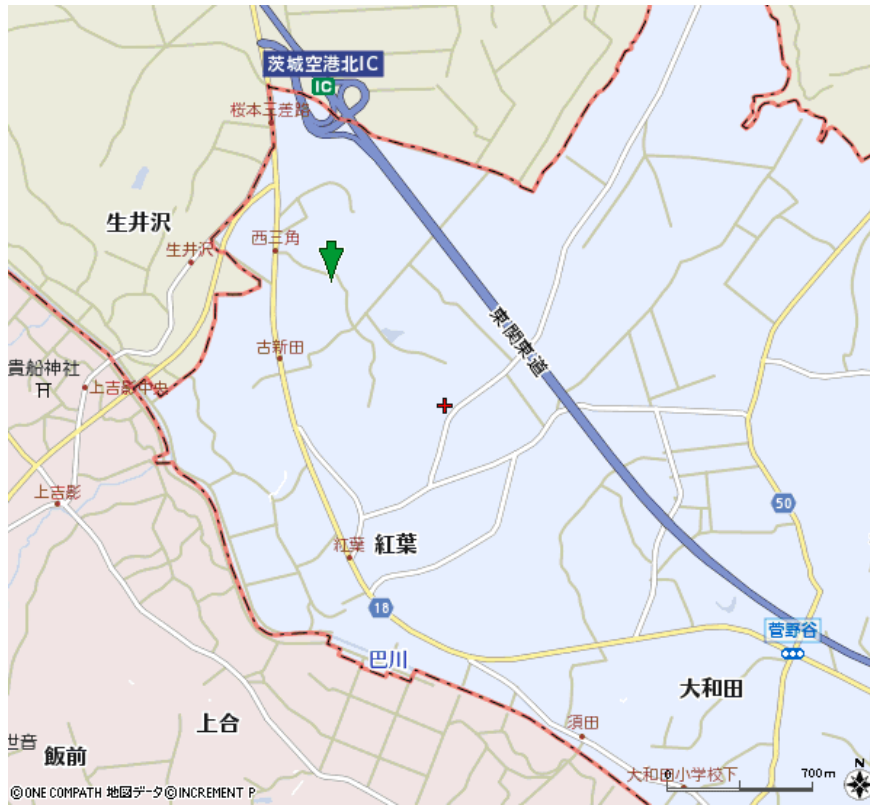 茨城空港北IC
IC
桜本三差路
生井沢
生井沢
西三角
東関東道
古新田
貴船神社
上吉影中央
上吉影
50
紅葉
紅葉
18
菅野谷
巴川
大和田
上合
須田
世音
飯前
大和田小学校下
0
700m
N
©ONE COMPATH 地図データ©INCREMENT P